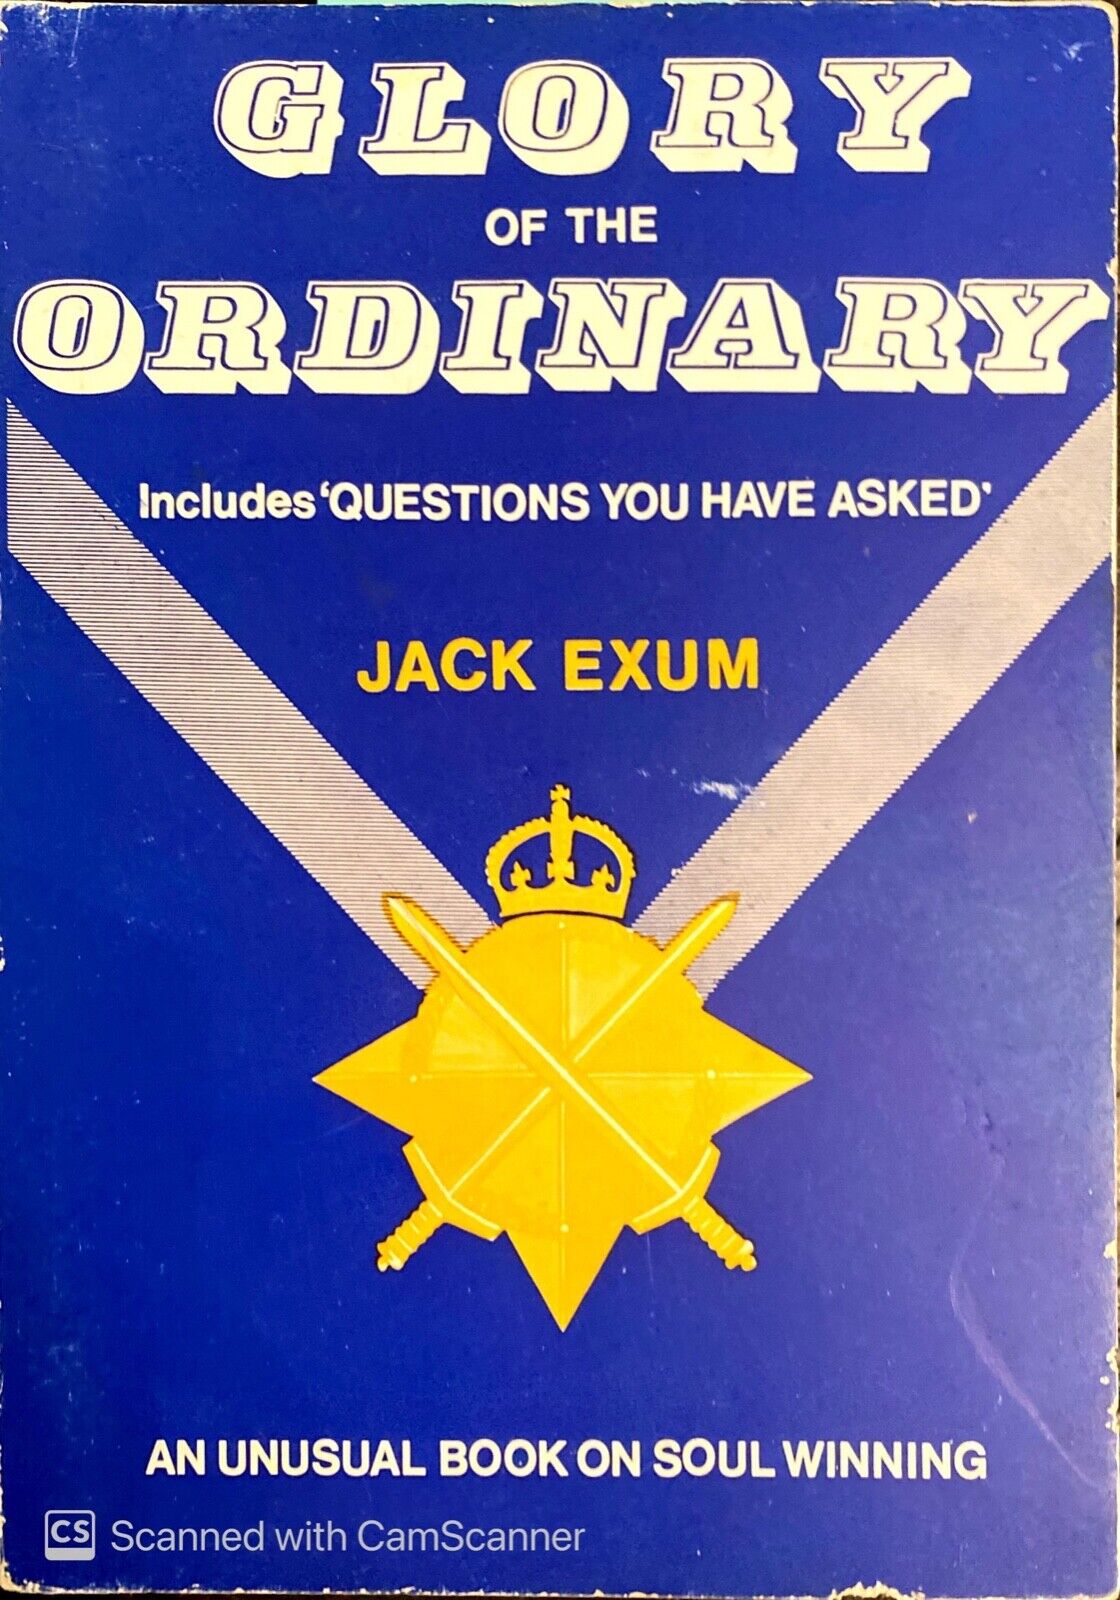 GLORY
OF THE
ORDINARY
Includes 'QUESTIONS YOU HAVE ASKED'
JACK EXUM
AN UNUSUAL BOOK ON SOUL WINNING
CS Scanned with CamScanner